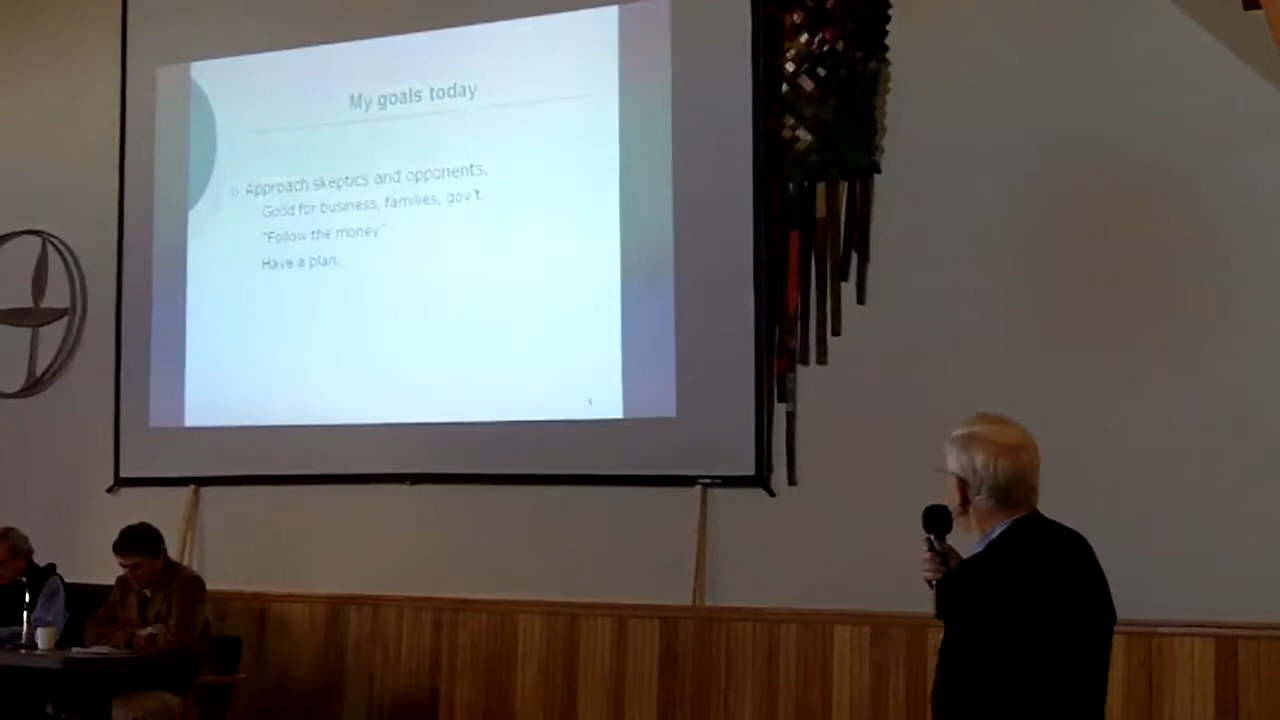 My goals today
o Approach skeptics and opponents.
Good for business, families, gov't.
"Follow the money"
Have a plan.